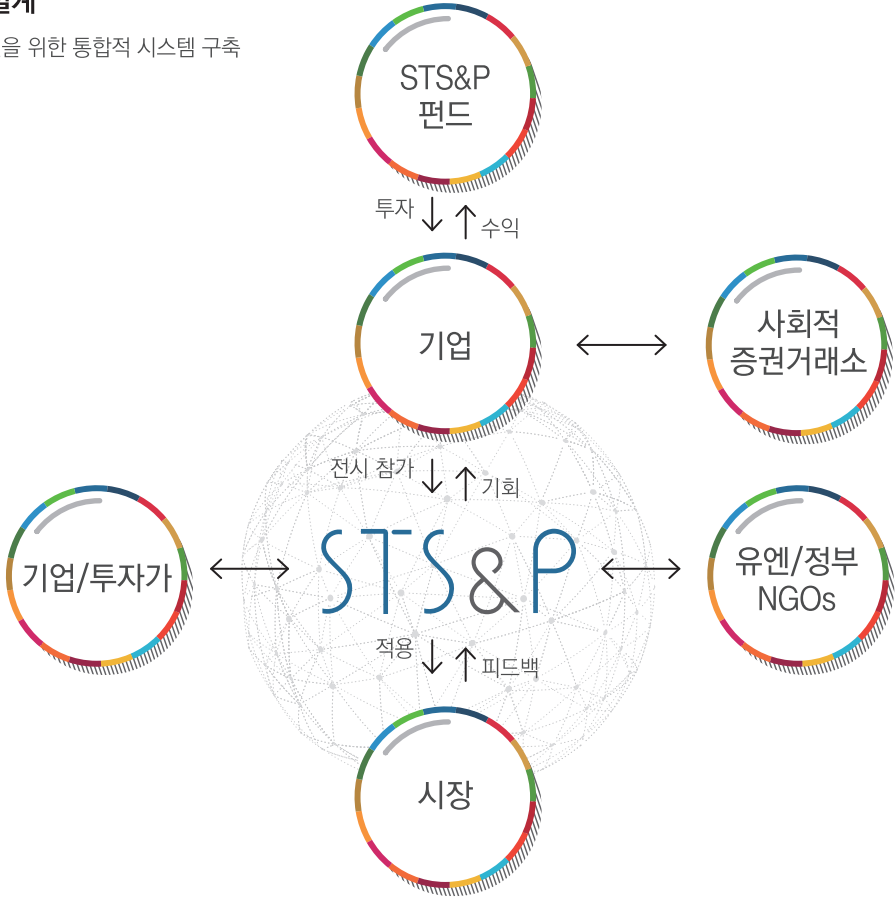 을 위한 통합적 시스템 구축
STS&P
펀드
투자
수익
기업
사회적
증권거래소
전시 참가
기회
기업/투자가
STS&P
유엔/정부
NGOs
적용
피드백
시장